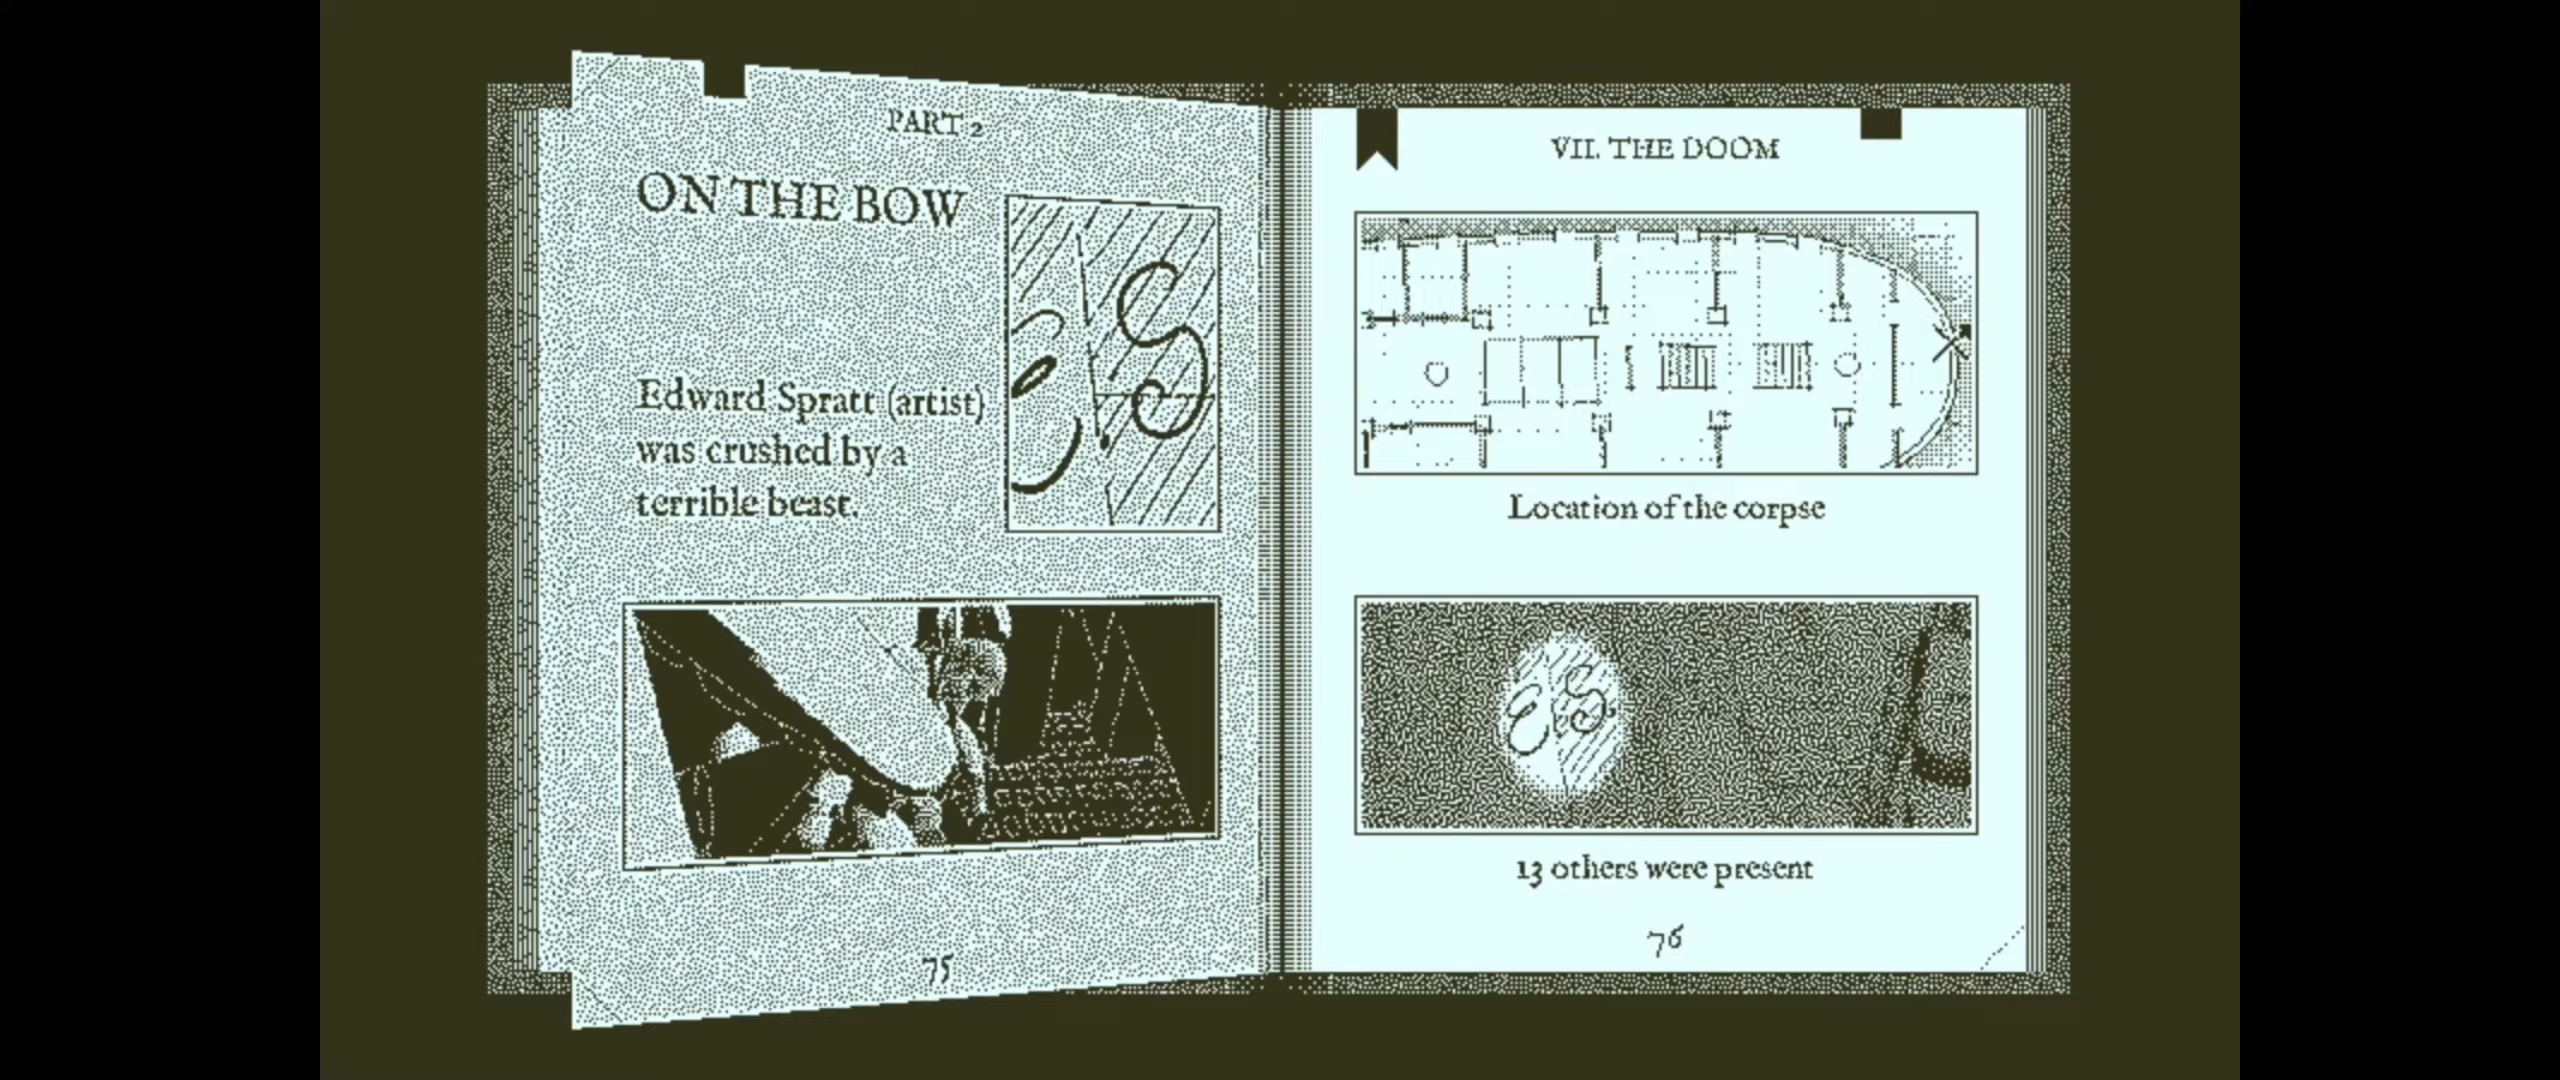 PART 2
ON THE BOW
E S
Edward Spratt (artist)
was crushed by a
terrible beast.
75
VII. THE DOOM
Location of the corpse
E S
13 others were present
76